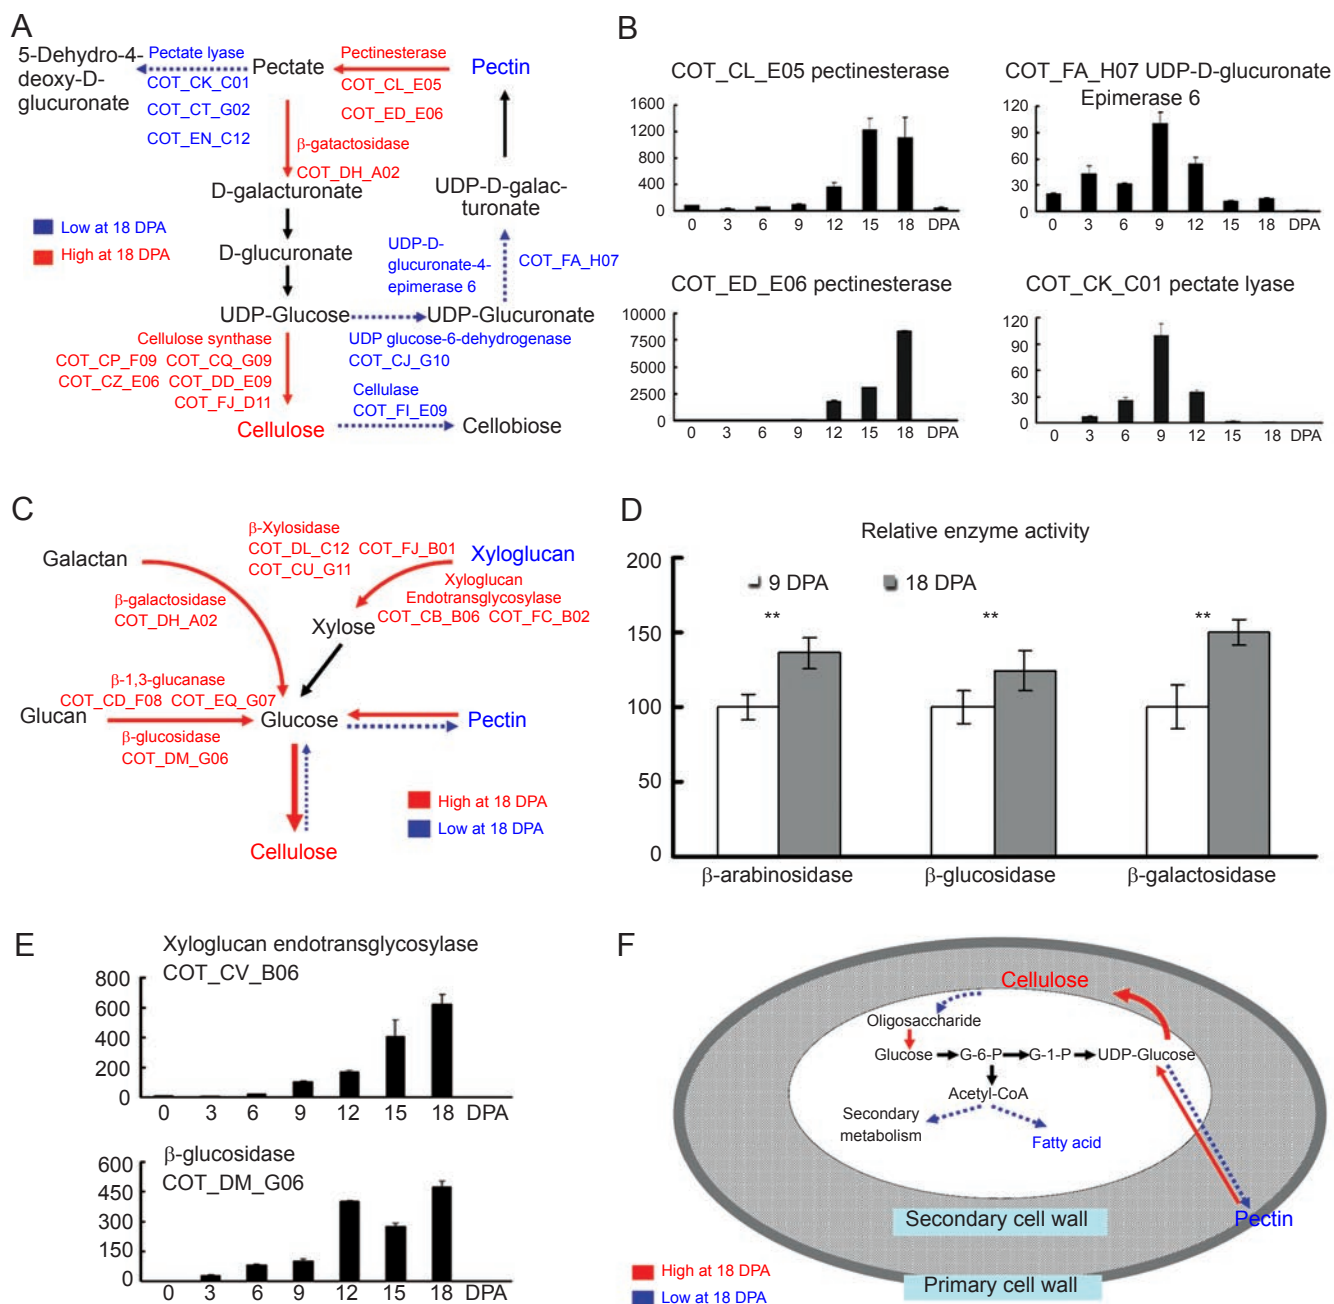 A
5-Dehydro-4-
deoxy-D-
glucuronate
Pectate lyase
COT_CK_C01
COT_CT_G02
COT_EN_C12
Pectate
Pectinesterase
COT_CL_E05
COT_ED_E06
Pectin
β-gatactosidase
COT_DH_A02
D-galacturonate
UDP-D-galac-
turonate
Low at 18 DPA
High at 18 DPA
D-glucuronate
UDP-D-
glucuronate-4-
epimerase 6
COT_FA_H07
UDP-Glucose
UDP-Glucuronate
Cellulose synthase
COT_CP_F09 COT_CQ_G09
COT_CZ_E06 COT_DD_E09
COT_FJ_D11
UDP glucose-6-dehydrogenase
COT_CJ_G10
Cellulase
COT_FI_E09
Cellulose
Cellobiose
B
COT_CL_E05 pectinesterase
1600
1200
800
400
0
0 3 6 9 12 15 18 DPA
COT_FA_H07 UDP-D-glucuronate
Epimerase 6
120
90
60
30
0
0 3 6 9 12 15 18 DPA
COT_ED_E06 pectinesterase
10000
7500
5000
2500
0
0 3 6 9 12 15 18 DPA
COT_CK_C01 pectate lyase
120
90
60
30
0
0 3 6 9 12 15 18 DPA
C
Galactan
β-Xylosidase
COT_DL_C12 COT_FJ_B01
COT_CU_G11
Xyloglucan
Xyloglucan
Endotransglycosylase
COT_CB_B06 COT_FC_B02
β-galactosidase
COT_DH_A02
Xylose
β-1,3-glucanase
COT_CD_F08 COT_EQ_G07
Glucan
Glucose
Pectin
β-glucosidase
COT_DM_G06
High at 18 DPA
Low at 18 DPA
Cellulose
D
Relative enzyme activity
200
150
100
50
0
9 DPA
18 DPA
**
**
**
β-arabinosidase
β-glucosidase
β-galactosidase
E
Xyloglucan endotransglycosylase
COT_CV_B06
800
600
400
200
0
0 3 6 9 12 15 18 DPA
β-glucosidase
COT_DM_G06
600
450
300
150
0
0 3 6 9 12 15 18 DPA
F
Cellulose
Oligosaccharide
Glucose
G-6-P
G-1-P
UDP-Glucose
Acetyl-CoA
Secondary
metabolism
Fatty acid
Secondary cell wall
Pectin
Primary cell wall
High at 18 DPA
Low at 18 DPA